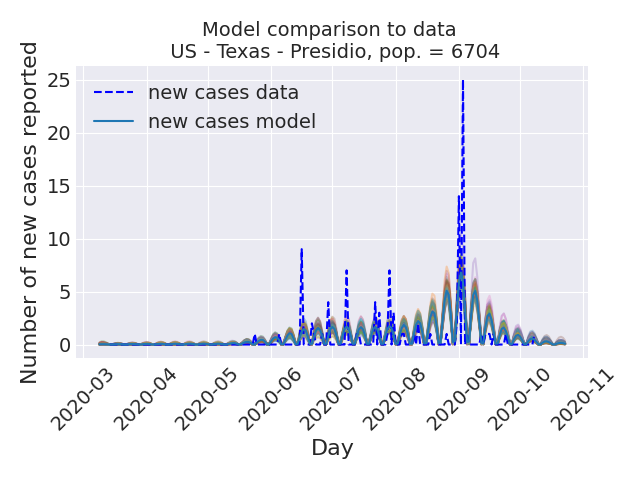 Model comparison to data
US - Texas - Presidio, pop. = 6704
Number of new cases reported
25
20
15
10
5
0
new cases data
new cases model
2020-03
2020-04
2020-05
2020-06
2020-07
2020-08
2020-09
2020-10
2020-11
Day